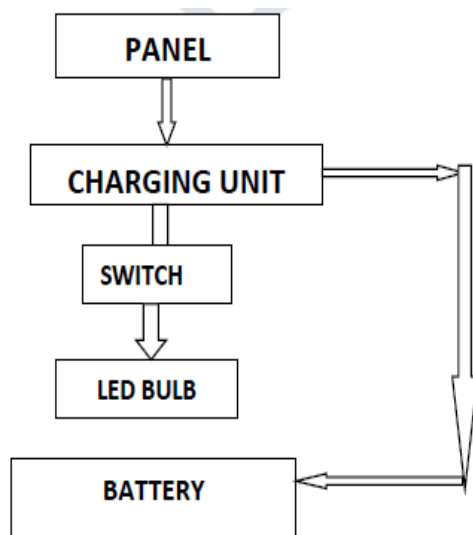 PANEL
CHARGING UNIT
SWITCH
LED BULB
BATTERY